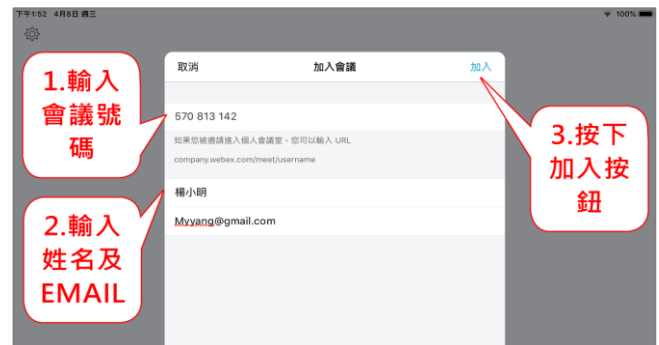 下午1:52 4月8日 週三
100%
取消 加入會議 加入
570 813 142
如果您被邀請進入個人會議室，您可以輸入 URL
company.webex.com/meet/username
楊小明
Myyang@gmail.com
1.輸入
會議號
碼
2.輸入
姓名及
EMAIL
3.按下
加入按
鈕